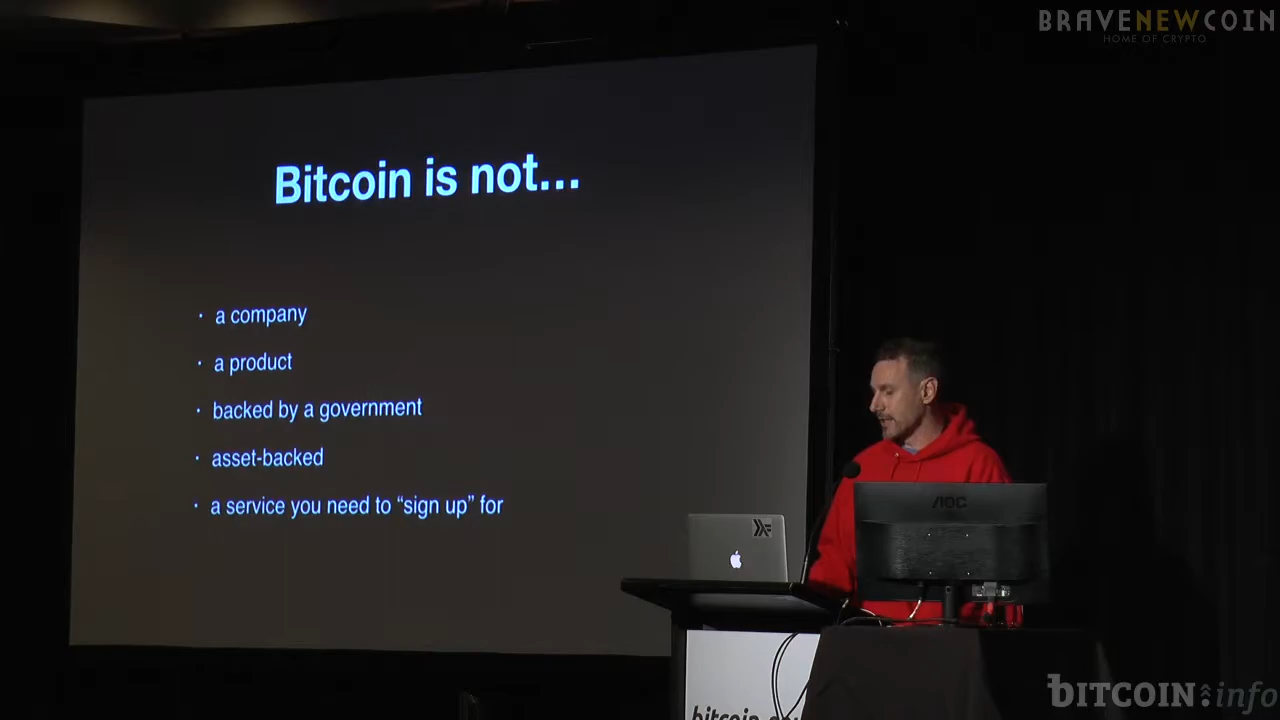 BRAVENEWCOIN
HOME OF CRYPTO
Bitcoin is not...
· a company
· a product
· backed by a government
· asset-backed
· a service you need to “sign up” for
AOC
BITCOIN info